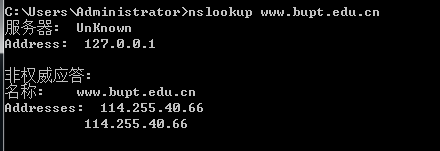 C:\Users\Administrator>nslookup www.bupt.edu.cn
服务器:  UnKnown
Address:  127.0.0.1
非权威应答:
名称:    www.bupt.edu.cn
Addresses:  114.255.40.66
114.255.40.66